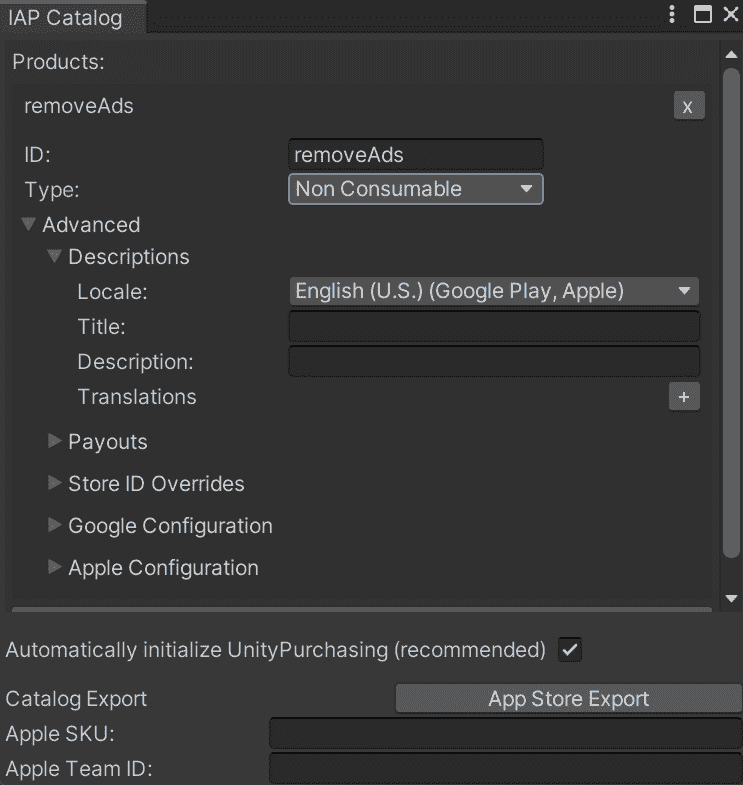 IAP Catalog
Products:
removeAds
x
ID: removeAds
Type: Non Consumable
Advanced
Descriptions
Locale: English (U.S.) (Google Play, Apple)
Title:
Description:
Translations +
Payouts
Store ID Overrides
Google Configuration
Apple Configuration
Automatically initialize UnityPurchasing (recommended)
Catalog Export App Store Export
Apple SKU:
Apple Team ID: